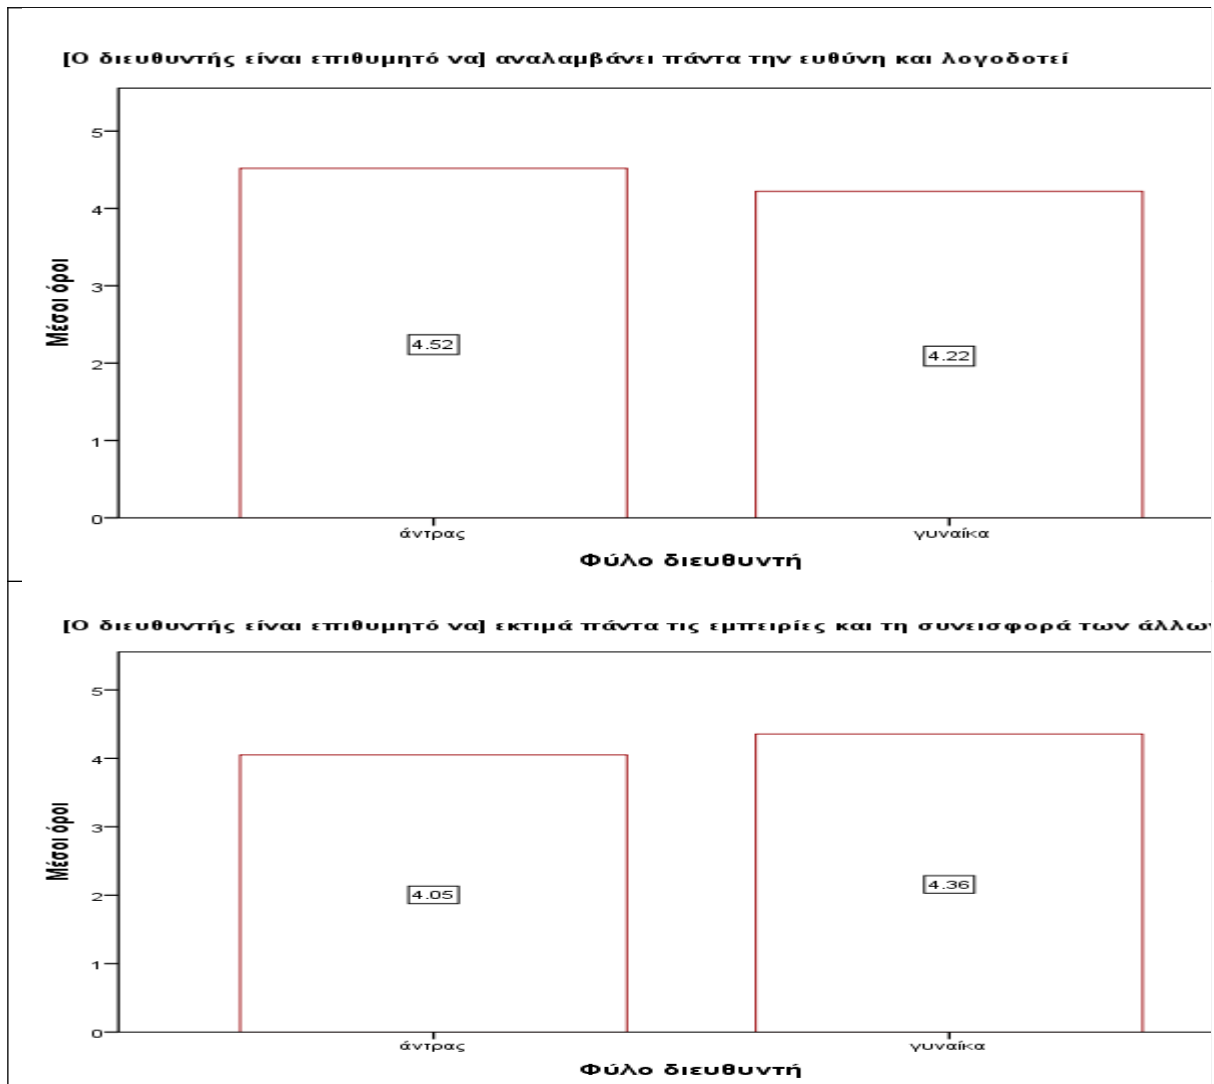 [Ο διευθυντής είναι επιθυμητό να] αναλαμβάνει πάντα την ευθύνη και λογοδοτεί
5
4
3
2
1
0
Μέσοι όροι
4.52
4.22
άντρας
γυναίκα
Φύλο διευθυντή
[Ο διευθυντής είναι επιθυμητό να] εκτιμά πάντα τις εμπειρίες και τη συνεισφορά των άλλων
5
4
3
2
1
0
Μέσοι όροι
4.05
4.36
άντρας
γυναίκα
Φύλο διευθυντή